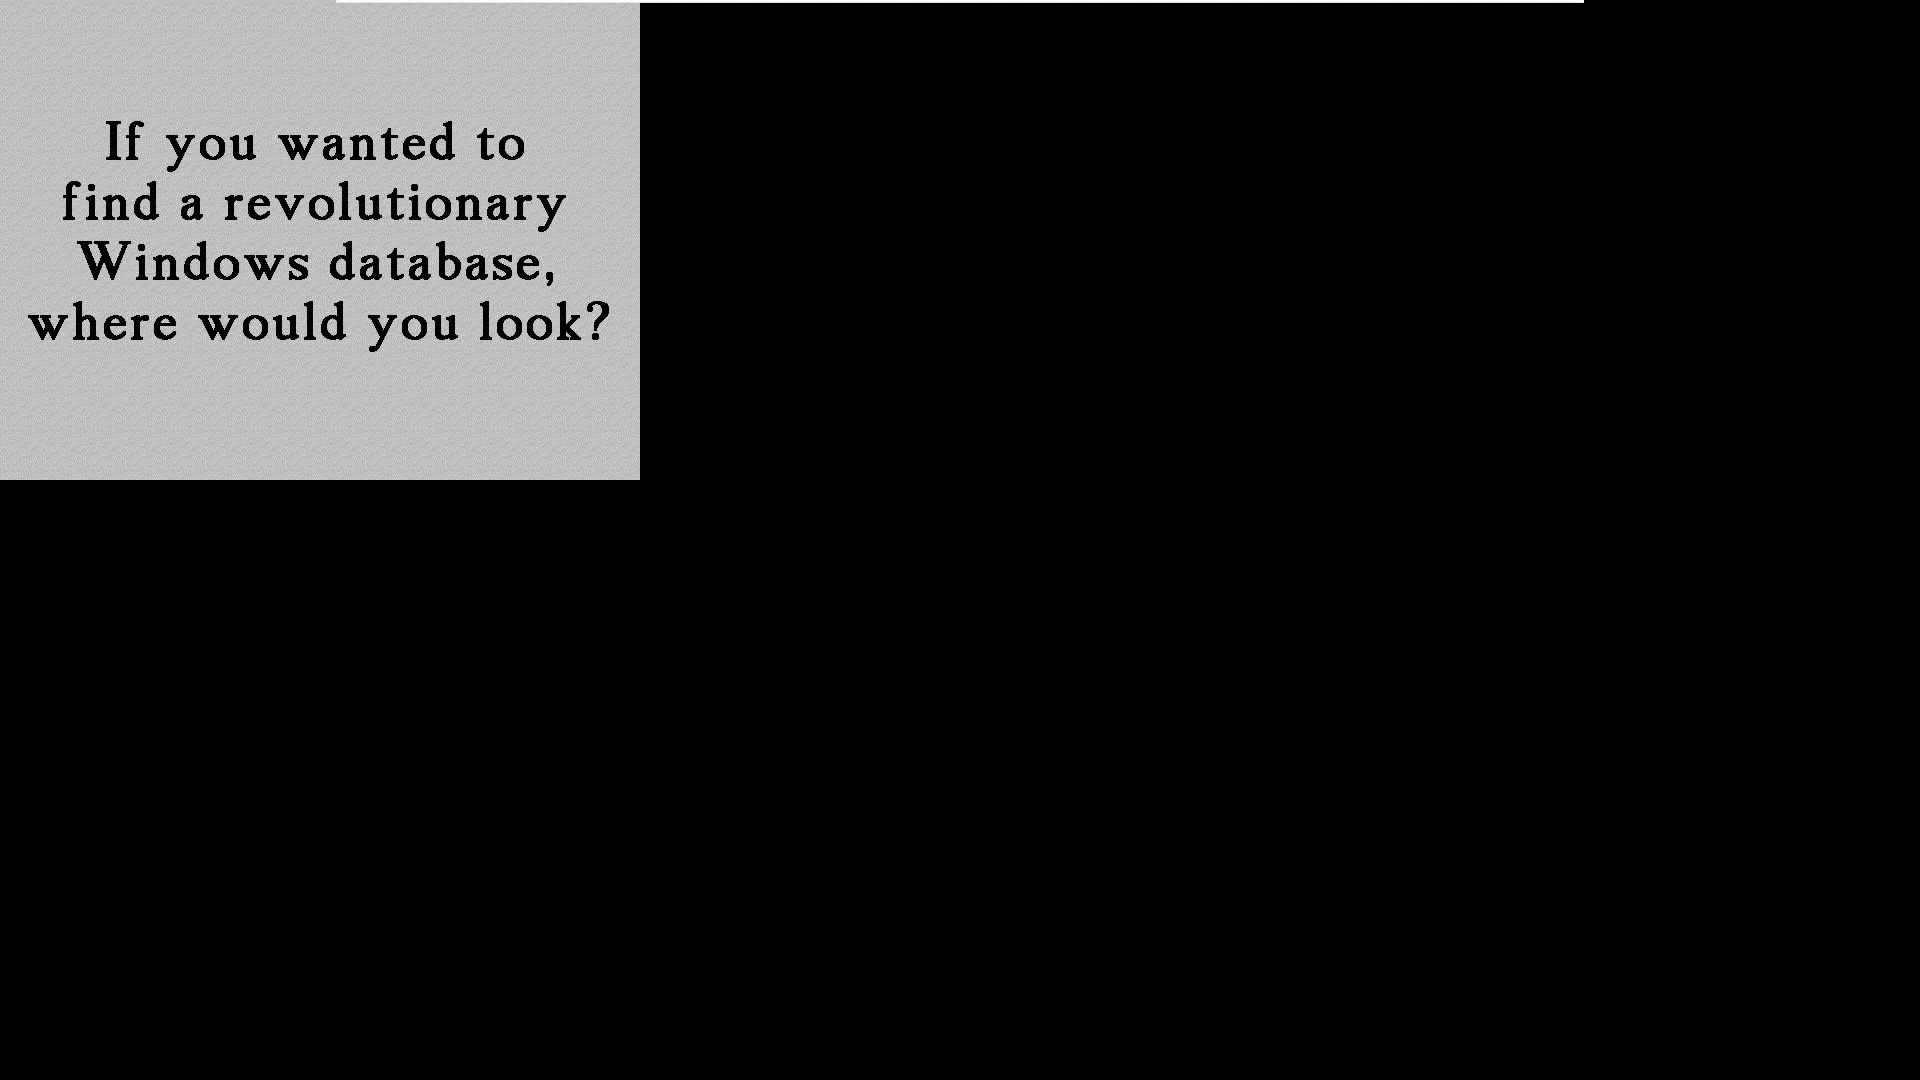 If you wanted to
find a revolutionary
Windows database,
where would you look?